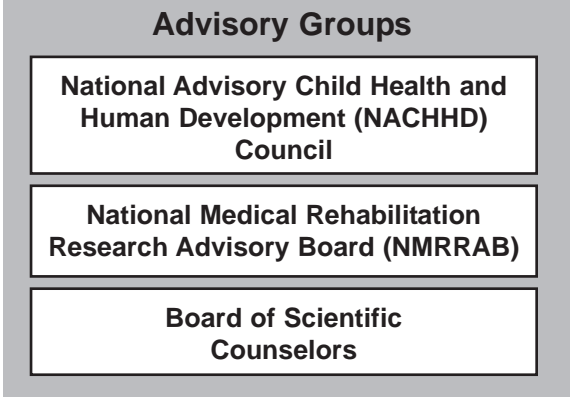 Advisory Groups
National Advisory Child Health and
Human Development (NACHHD)
Council
National Medical Rehabilitation
Research Advisory Board (NMRRAB)
Board of Scientific
Counselors